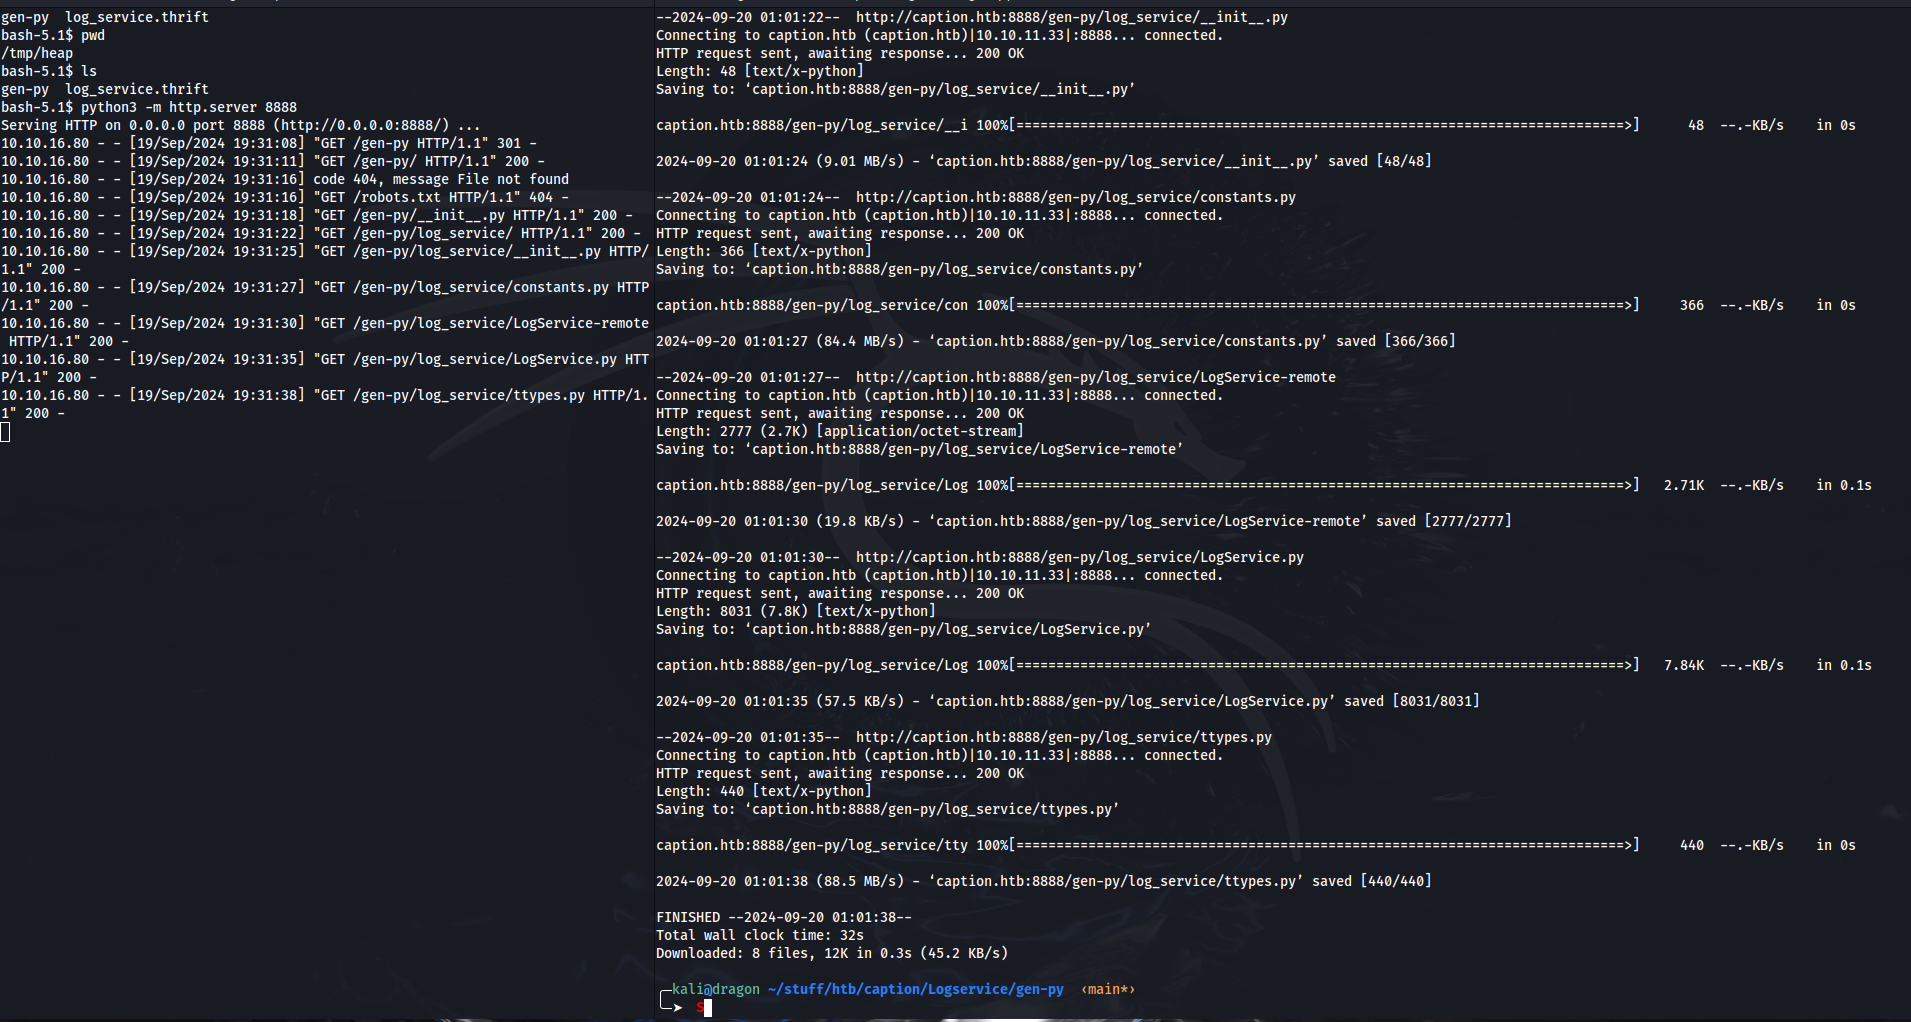 gen-py  log_service.thrift
bash-5.1$ pwd
/tmp/heap
bash-5.1$ ls
gen-py  log_service.thrift
bash-5.1$ python3 -m http.server 8888
Serving HTTP on 0.0.0.0 port 8888 (http://0.0.0.0:8888/) ...
10.10.16.80 - - [19/Sep/2024 19:31:08] "GET /gen-py HTTP/1.1" 301 -
10.10.16.80 - - [19/Sep/2024 19:31:11] "GET /gen-py/ HTTP/1.1" 200 -
10.10.16.80 - - [19/Sep/2024 19:31:16] code 404, message File not found
10.10.16.80 - - [19/Sep/2024 19:31:16] "GET /robots.txt HTTP/1.1" 404 -
10.10.16.80 - - [19/Sep/2024 19:31:18] "GET /gen-py/__init__.py HTTP/1.1" 200 -
10.10.16.80 - - [19/Sep/2024 19:31:22] "GET /gen-py/log_service/ HTTP/1.1" 200 -
10.10.16.80 - - [19/Sep/2024 19:31:25] "GET /gen-py/log_service/__init__.py HTTP/
1.1" 200 -
10.10.16.80 - - [19/Sep/2024 19:31:27] "GET /gen-py/log_service/constants.py HTTP
/1.1" 200 -
10.10.16.80 - - [19/Sep/2024 19:31:30] "GET /gen-py/log_service/LogService-remote
 HTTP/1.1" 200 -
10.10.16.80 - - [19/Sep/2024 19:31:35] "GET /gen-py/log_service/LogService.py HTT
P/1.1" 200 -
10.10.16.80 - - [19/Sep/2024 19:31:38] "GET /gen-py/log_service/ttypes.py HTTP/1.
1" 200 -
--2024-09-20 01:01:22--  http://caption.htb:8888/gen-py/log_service/__init__.py
Connecting to caption.htb (caption.htb)|10.10.11.33|:8888... connected.
HTTP request sent, awaiting response... 200 OK
Length: 48 [text/x-python]
Saving to: ‘caption.htb:8888/gen-py/log_service/__init__.py’
caption.htb:8888/gen-py/log_service/__i 100%[============================================================================>]      48  --.-KB/s    in 0s
2024-09-20 01:01:24 (9.01 MB/s) - ‘caption.htb:8888/gen-py/log_service/__init__.py’ saved [48/48]
--2024-09-20 01:01:24--  http://caption.htb:8888/gen-py/log_service/constants.py
Connecting to caption.htb (caption.htb)|10.10.11.33|:8888... connected.
HTTP request sent, awaiting response... 200 OK
Length: 366 [text/x-python]
Saving to: ‘caption.htb:8888/gen-py/log_service/constants.py’
caption.htb:8888/gen-py/log_service/con 100%[============================================================================>]     366  --.-KB/s    in 0s
2024-09-20 01:01:27 (84.4 MB/s) - ‘caption.htb:8888/gen-py/log_service/constants.py’ saved [366/366]
--2024-09-20 01:01:27--  http://caption.htb:8888/gen-py/log_service/LogService-remote
Connecting to caption.htb (caption.htb)|10.10.11.33|:8888... connected.
HTTP request sent, awaiting response... 200 OK
Length: 2777 (2.7K) [application/octet-stream]
Saving to: ‘caption.htb:8888/gen-py/log_service/LogService-remote’
caption.htb:8888/gen-py/log_service/Log 100%[============================================================================>]   2.71K  --.-KB/s    in 0.1s
2024-09-20 01:01:30 (19.8 KB/s) - ‘caption.htb:8888/gen-py/log_service/LogService-remote’ saved [2777/2777]
--2024-09-20 01:01:30--  http://caption.htb:8888/gen-py/log_service/LogService.py
Connecting to caption.htb (caption.htb)|10.10.11.33|:8888... connected.
HTTP request sent, awaiting response... 200 OK
Length: 8031 (7.8K) [text/x-python]
Saving to: ‘caption.htb:8888/gen-py/log_service/LogService.py’
caption.htb:8888/gen-py/log_service/Log 100%[============================================================================>]   7.84K  --.-KB/s    in 0.1s
2024-09-20 01:01:35 (57.5 KB/s) - ‘caption.htb:8888/gen-py/log_service/LogService.py’ saved [8031/8031]
--2024-09-20 01:01:35--  http://caption.htb:8888/gen-py/log_service/ttypes.py
Connecting to caption.htb (caption.htb)|10.10.11.33|:8888... connected.
HTTP request sent, awaiting response... 200 OK
Length: 440 [text/x-python]
Saving to: ‘caption.htb:8888/gen-py/log_service/ttypes.py’
caption.htb:8888/gen-py/log_service/tty 100%[============================================================================>]     440  --.-KB/s    in 0s
2024-09-20 01:01:38 (88.5 MB/s) - ‘caption.htb:8888/gen-py/log_service/ttypes.py’ saved [440/440]
FINISHED --2024-09-20 01:01:38--
Total wall clock time: 32s
Downloaded: 8 files, 12K in 0.3s (45.2 KB/s)
kali@dragon ~/stuff/htb/caption/Logservice/gen-py  ‹main*›